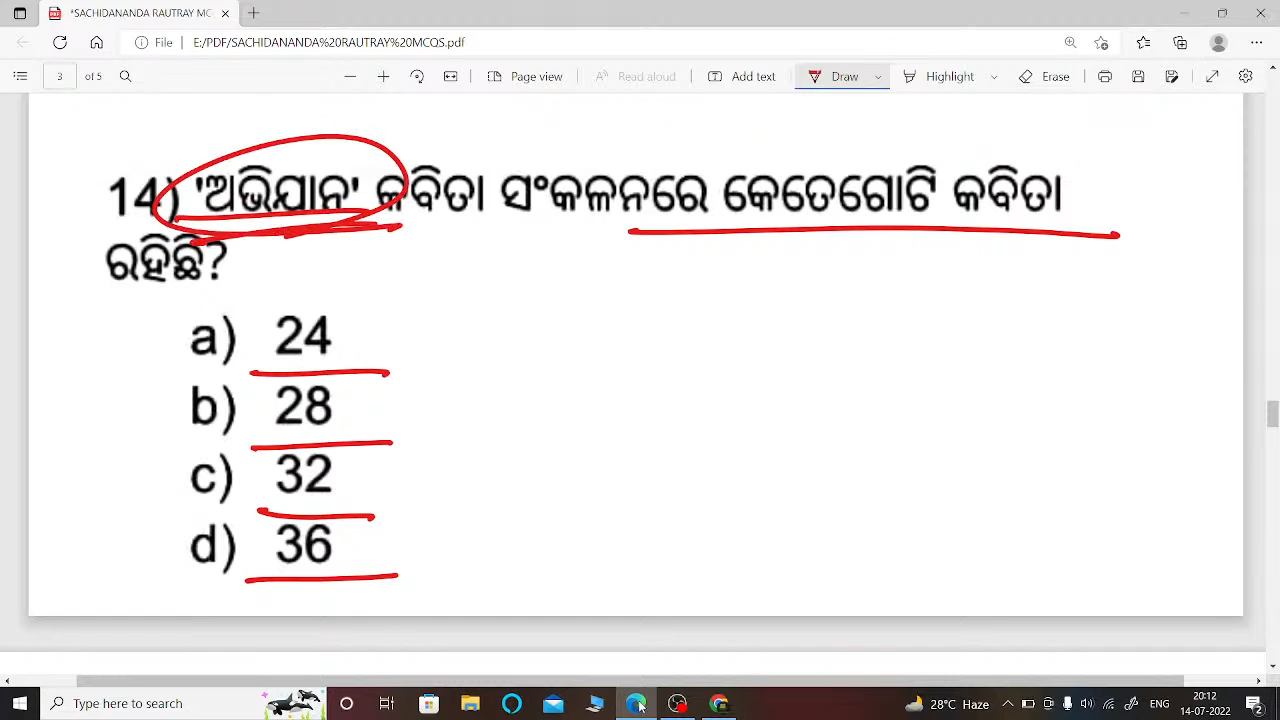 *SACHIDANANDA RAUTRAY MC
File E:/PDF/SACHIDANANDA%20RAUTRAY%20MCQS.pdf
3 of 5 Page view Read aloud Add text Draw Highlight Erase
14) 'ଅଭିଯାନ' କବିତା ସଂକଳନରେ କେତେଗୋଟି କବିତା
ରହିଛି?
a) 24
b) 28
c) 32
d) 36
Type here to search 28°C Haze ENG 20:12
14-07-2022